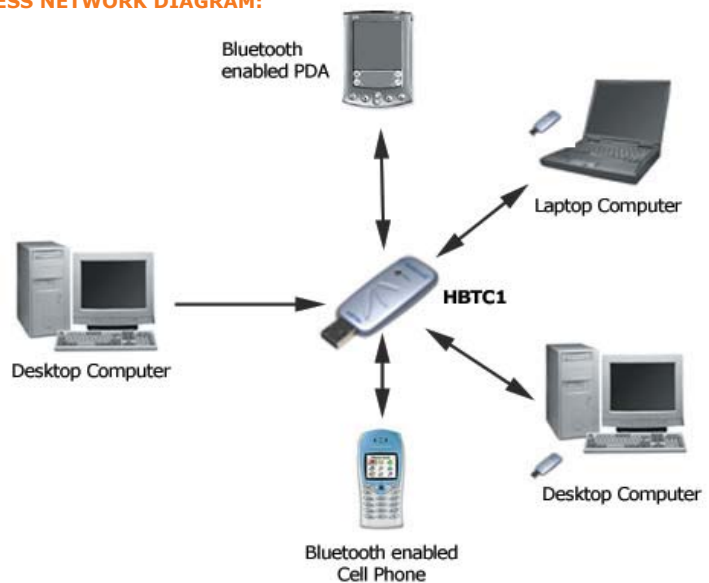 ESS NETWORK DIAGRAM:
Bluetooth
enabled PDA
Laptop Computer
HBTC1
Desktop Computer
Desktop Computer
Bluetooth enabled
Cell Phone